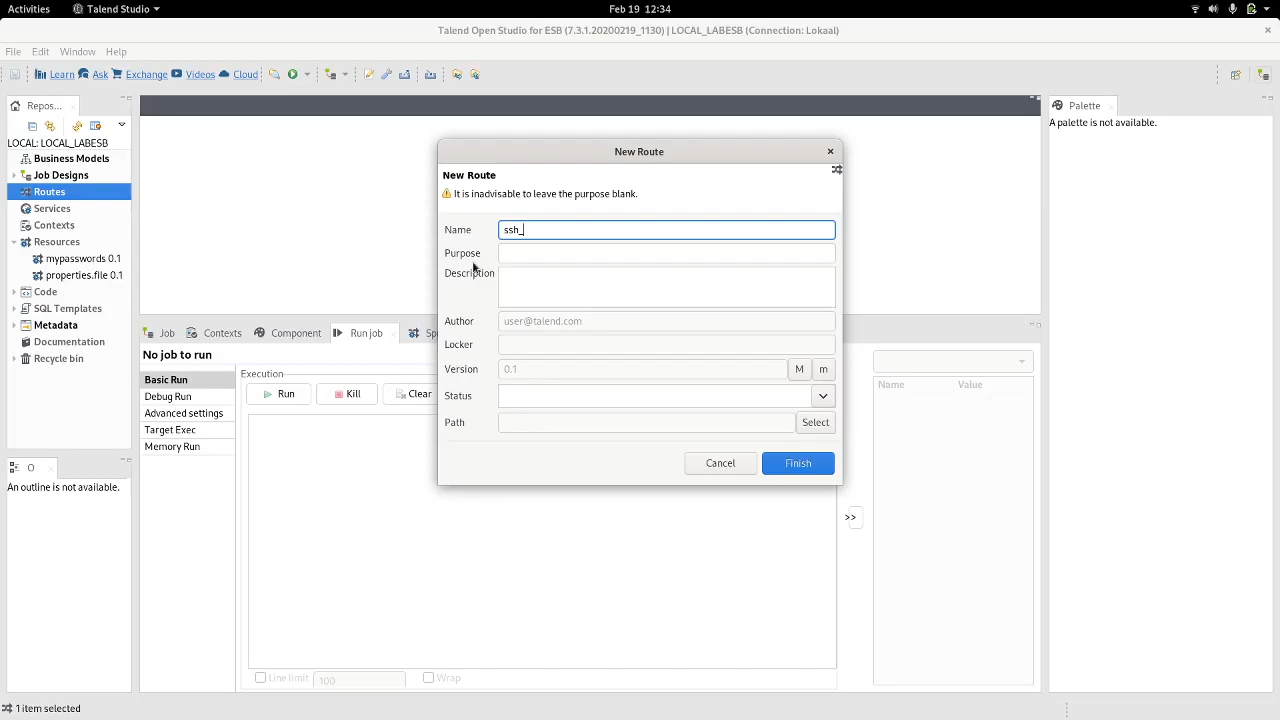 Activities
Talend Studio
Feb 19 12:34
Talend Open Studio for ESB (7.3.1.20200219_1130) | LOCAL_LABESB (Connection: Lokaal)
×
File Edit Window Help
Learn Ask Exchange Videos Cloud
Repos...
LOCAL: LOCAL_LABESB
Business Models
Job Designs
Routes
Services
Contexts
Resources
mypasswords 0.1
properties.file 0.1
Code
SQL Templates
Metadata
Documentation
Recycle bin
O
An outline is not available.
Palette
A palette is not available.
New Route
×
New Route
It is inadvisable to leave the purpose blank.
Name ssh_
Purpose
Description
Author user@talend.com
Locker
Version 0.1 M m
Status
Path Select
Cancel Finish
Job Contexts Component Run job Sp
No job to run
Basic Run
Debug Run
Advanced settings
Target Exec
Memory Run
Execution
Run Kill Clear
Line limit 100 Wrap
>>
Name Value
1 item selected